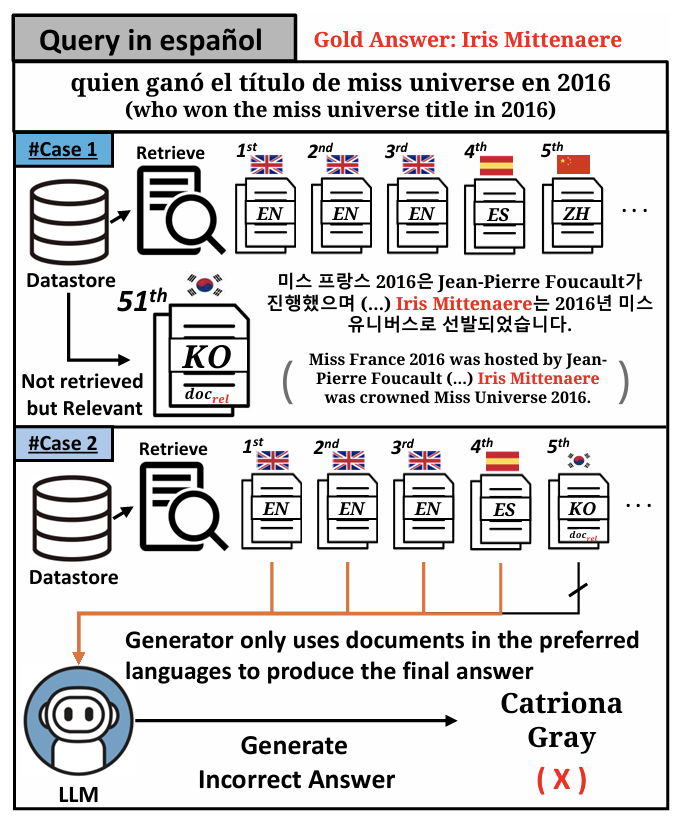 Query in español
Gold Answer: Iris Mittenaere
quien ganó el título de miss universe en 2016
(who won the miss universe title in 2016)
#Case 1
Retrieve
1st
2nd
3rd
4th
5th
EN
EN
EN
ES
ZH
...
Datastore
51th
KO
docrel
Not retrieved
but Relevant
미스 프랑스 2016은 Jean-Pierre Foucault가
진행했으며 (...) Iris Mittenaere는 2016년 미스
유니버스로 선발되었습니다.
( Miss France 2016 was hosted by Jean-
Pierre Foucault (...) Iris Mittenaere
was crowned Miss Universe 2016. )
#Case 2
Retrieve
1st
2nd
3rd
4th
5th
EN
EN
EN
ES
KO
docrel
...
Datastore
Generator only uses documents in the preferred
languages to produce the final answer
LLM
Generate
Incorrect Answer
Catriona
Gray
( X )